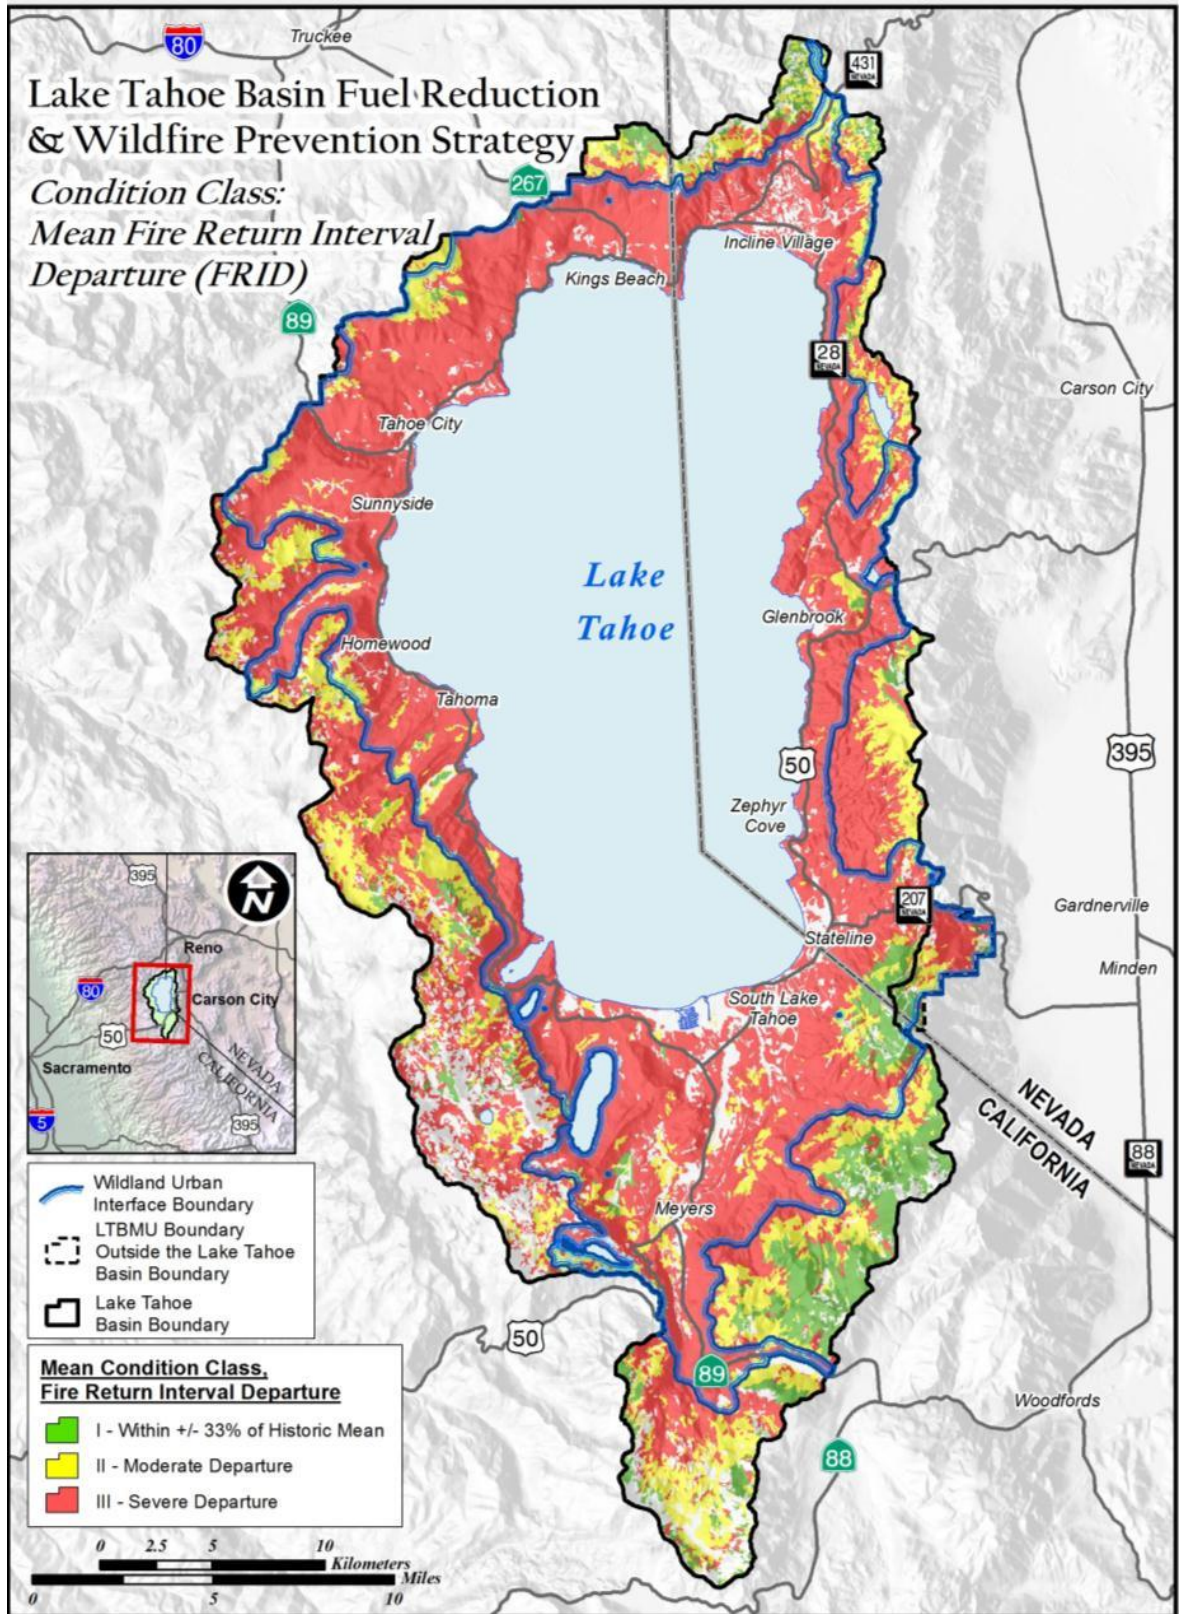 80
Truckee
431
NEVADA
Lake Tahoe Basin Fuel Reduction
& Wildfire Prevention Strategy
Condition Class:
Mean Fire Return Interval
Departure (FRID)
267
Incline Village
Kings Beach
89
28
NEVADA
Carson City
Tahoe City
Sunnyside
Lake
Tahoe
Glenbrook
Homewood
Tahoma
395
50
Zephyr
Cove
207
NEVADA
Gardnerville
Stateline
Minden
South Lake
Tahoe
NEVADA
CALIFORNIA
88
NEVADA
Meyers
50
89
Woodfords
88
N
395
Reno
80
Carson City
50
Sacramento
NEVADA
CALIFORNIA
5
395
Wildland Urban
Interface Boundary
LTBMU Boundary
Outside the Lake Tahoe
Basin Boundary
Lake Tahoe
Basin Boundary
Mean Condition Class,
Fire Return Interval Departure
I - Within +/- 33% of Historic Mean
II - Moderate Departure
III - Severe Departure
0 2.5 5 10
Kilometers
Miles
0 5 10